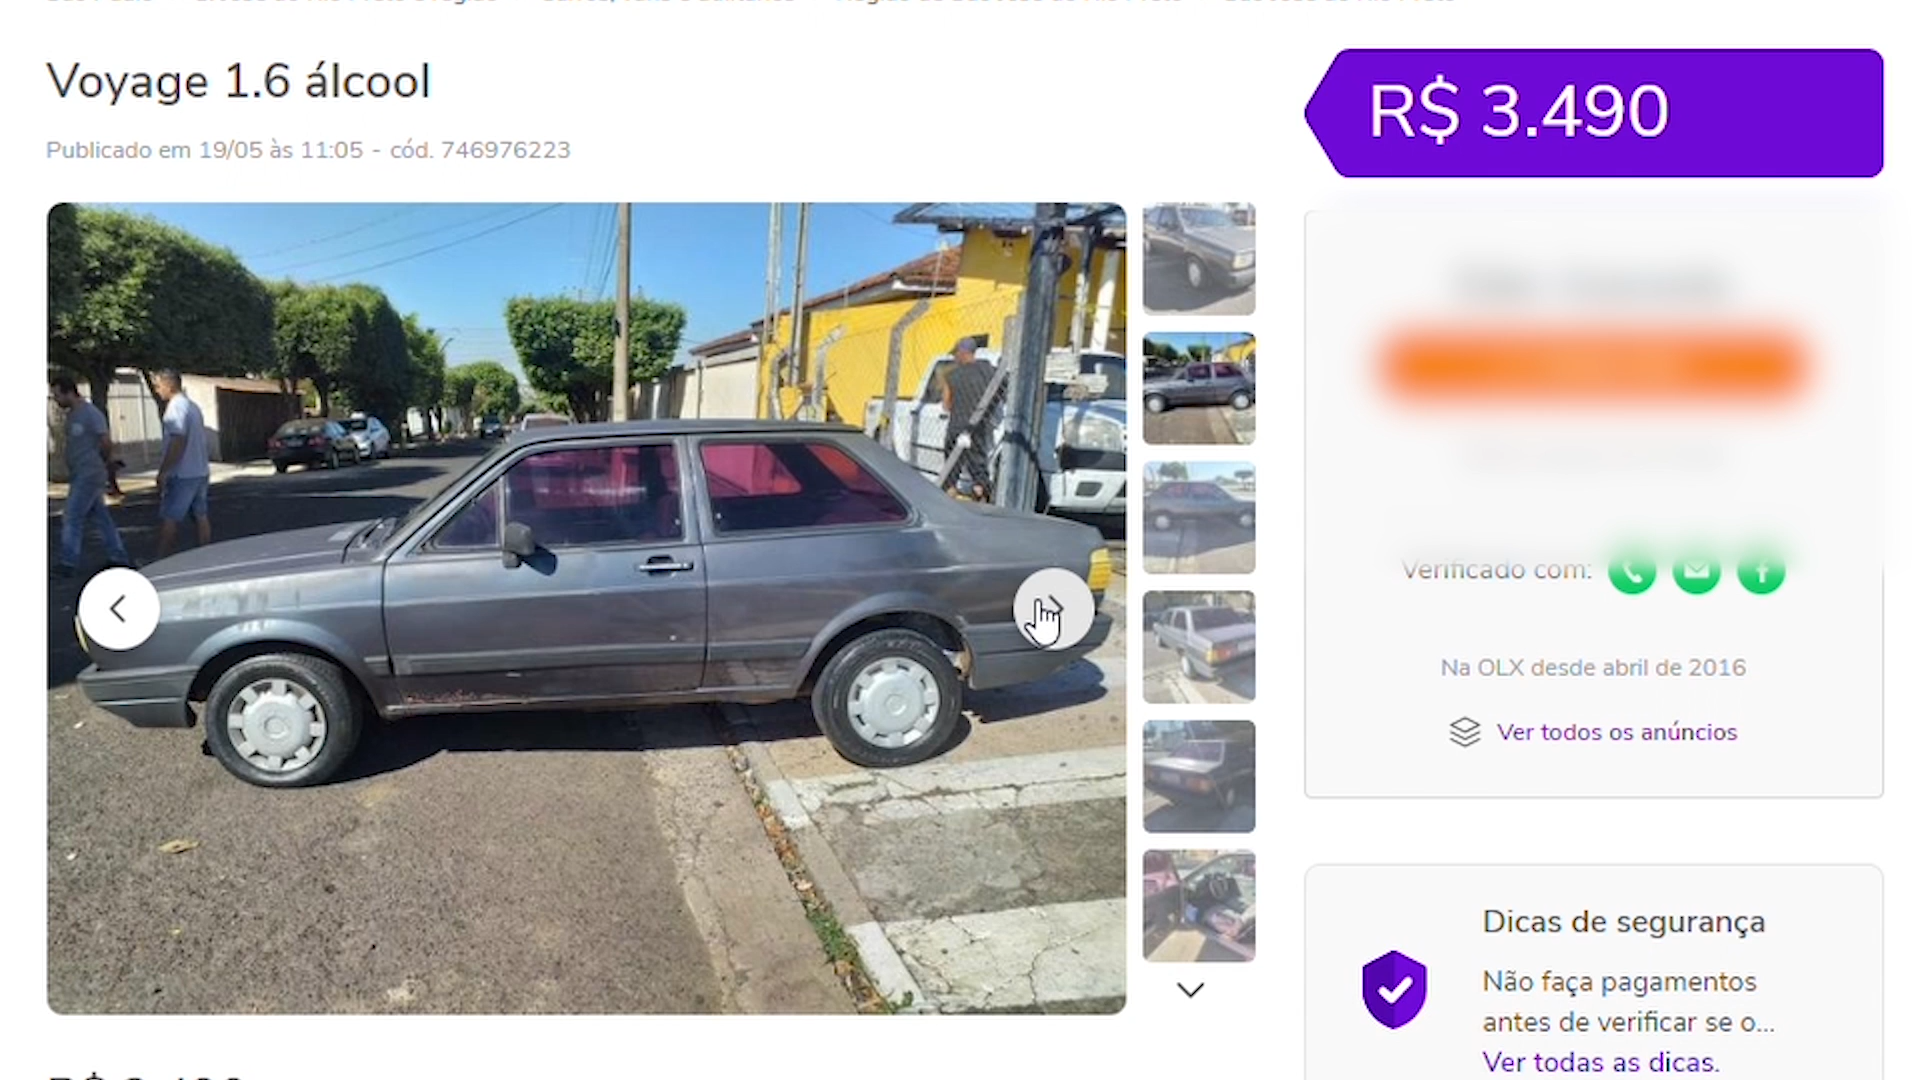 Voyage 1.6 álcool
Publicado em 19/05 às 11:05 - cód. 746976223
R$ 3.490
Verificado com:
Na OLX desde abril de 2016
Ver todos os anúncios
Dicas de segurança
Não faça pagamentos
antes de verificar se o...
Ver todas as dicas.